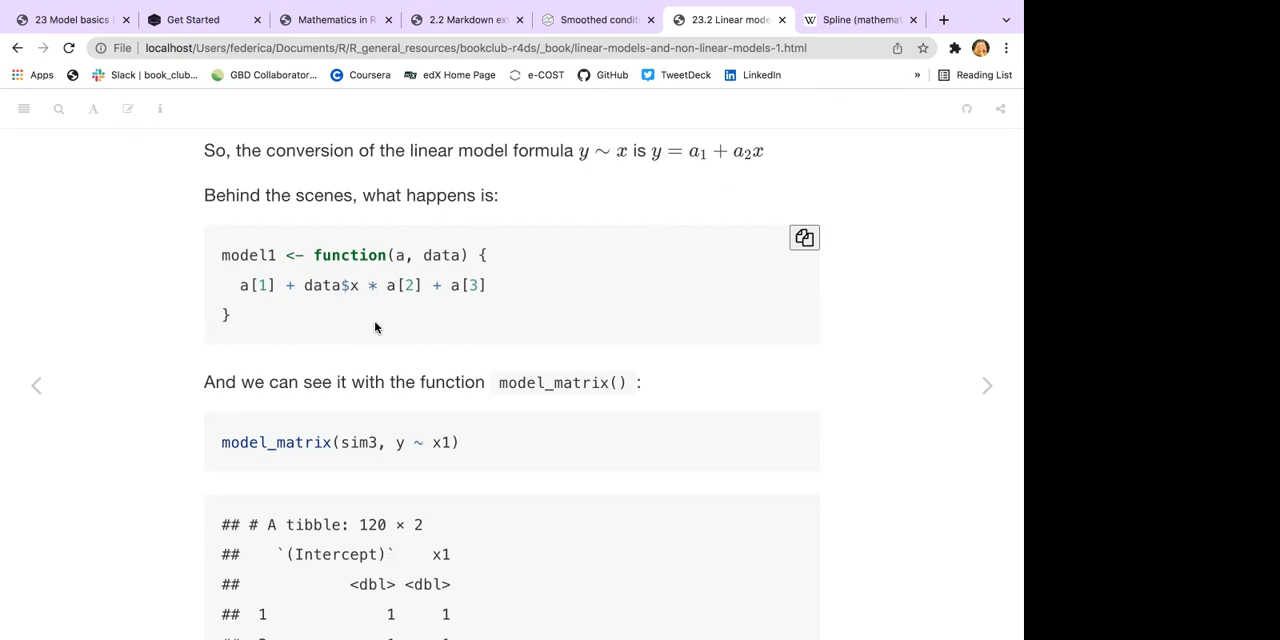 23 Model basics
Get Started
Mathematics in R
2.2 Markdown ex
Smoothed condit
23.2 Linear mode
Spline (mathemat
File
localhost/Users/federica/Documents/R/R_general_resources/bookclub-r4ds/_book/linear-models-and-non-linear-models-1.html
Apps
Slack | book_club...
GBD Collaborator...
Coursera
edX Home Page
e-COST
GitHub
TweetDeck
LinkedIn
»
Reading List
So, the conversion of the linear model formula y ∼ x is y = a₁ + a₂x
Behind the scenes, what happens is:
model1 <- function(a, data) {
a[1] + data$x * a[2] + a[3]
}
And we can see it with the function model_matrix() :
model_matrix(sim3, y ~ x1)
## # A tibble: 120 × 2
## `(Intercept)` x1
## <dbl> <dbl>
## 1 1 1